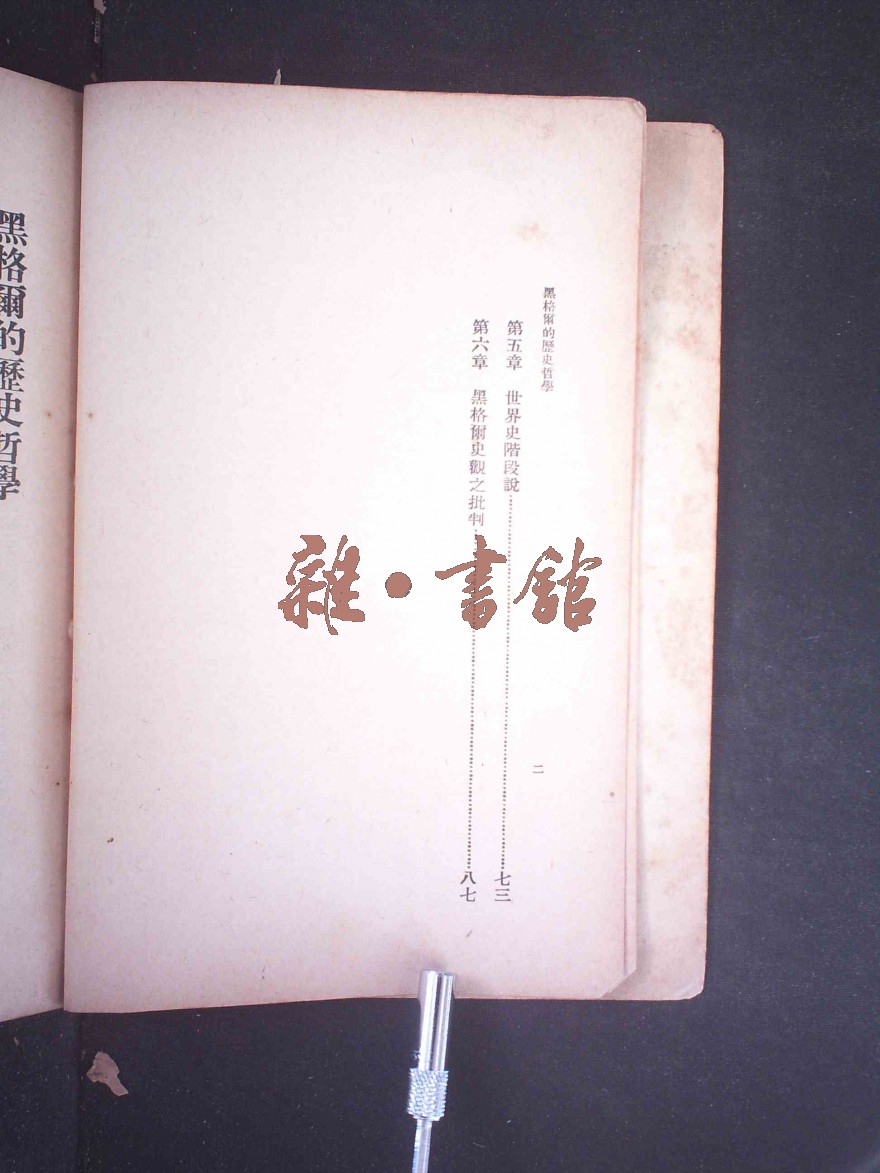 黑格爾的歷史哲學
第五章　世界史階段說……七三
第六章　黑格爾史觀之批判……八七
二
雜•書館
黑格爾的歷史哲學